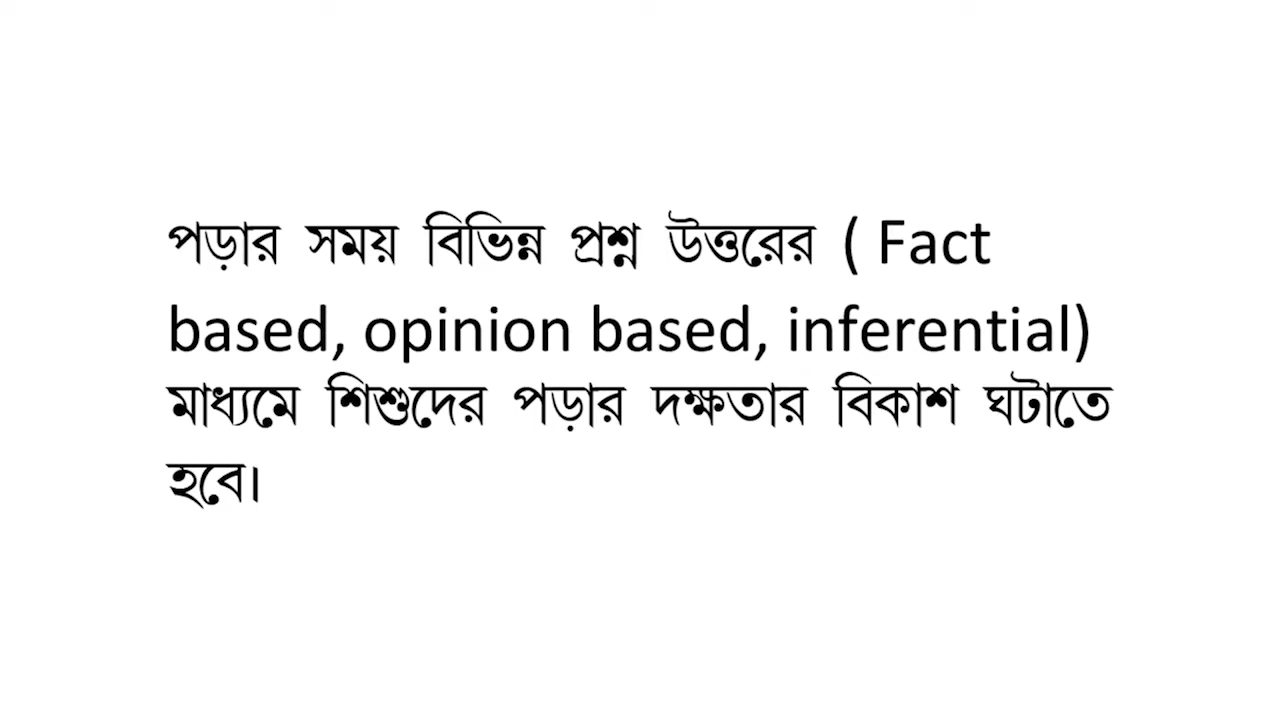 পড়ার সময় বিভিন্ন প্রশ্ন উত্তরের ( Fact
based, opinion based, inferential)
মাধ্যমে শিশুদের পড়ার দক্ষতার বিকাশ ঘটাতে
হবে।